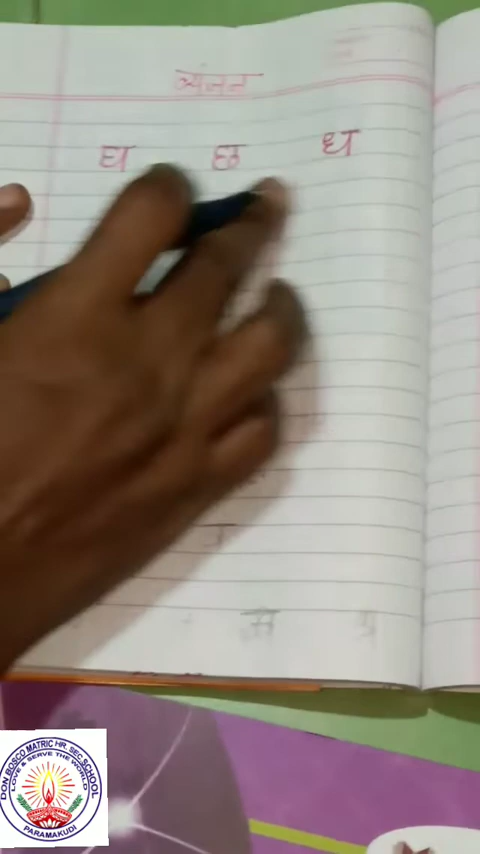 व्यंजन
घ छ ध
DON BOSCO MATRIC HR. SEC SCHOOL
LOVE & SERVE THE WORLD
PARAMAKUDI